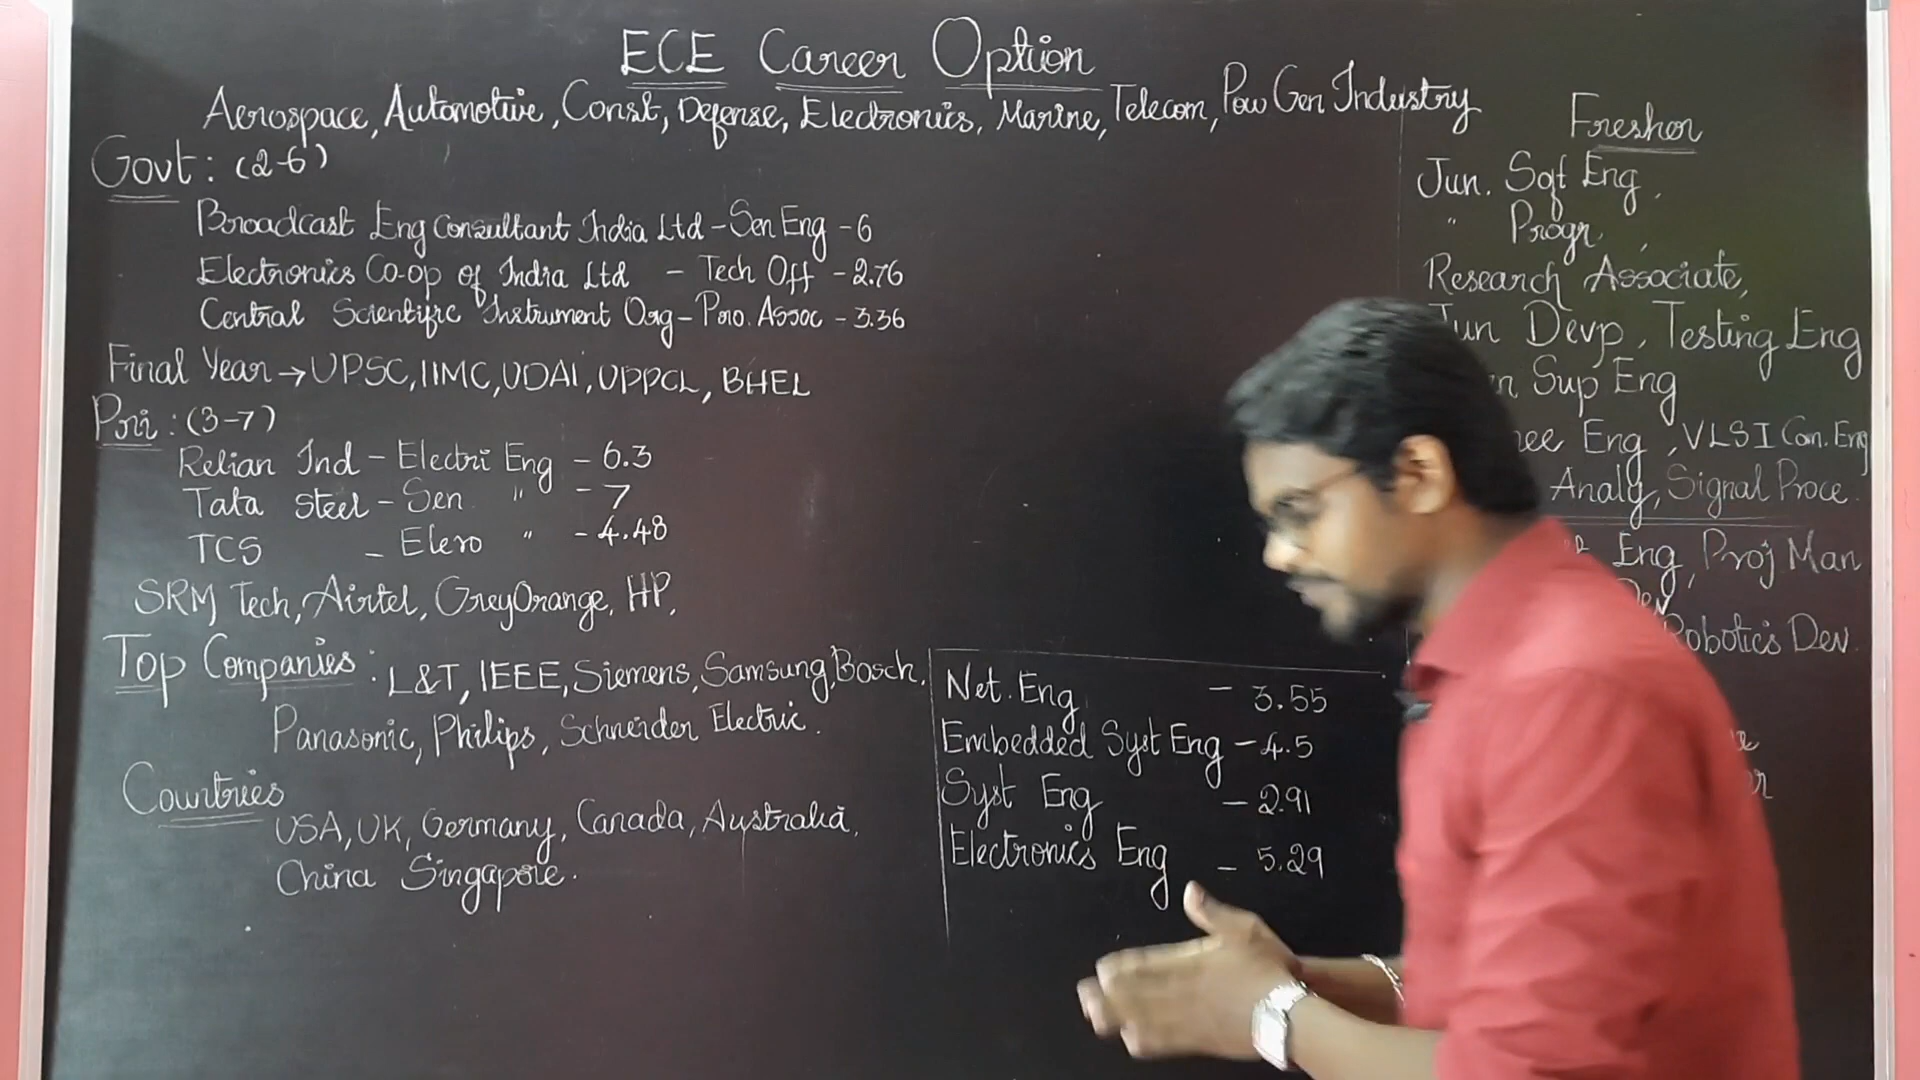 ECE Career Option
Aerospace, Automotive, Const, Defense, Electronics, Marine, Telecom, Pow Gen Industry
Govt : (2-6)
Broadcast Eng Consultant India Ltd - Sen Eng - 6
Electronics Co-op of India Ltd - Tech Off - 2.76
Central Scientific Instrument Org - Pro. Assoc - 3.36
Final Year → UPSC, IIMC, UDAI, UPPCL, BHEL
Pri : (3-7)
Relian Ind - Electri Eng - 6.3
Tata Steel - Sen " - 7
TCS - Elero " - 4.48
SRM Tech, Airtel, GreyOrange, HP,
Top Companies : L&T, IEEE, Siemens, Samsung, Bosch,
Panasonic, Philips, Schneider Electric.
Countries
USA, UK, Germany, Canada, Australia,
China Singapore.
Net. Eng - 3.55
Embedded Syst Eng - 4.5
Syst Eng - 2.91
Electronics Eng - 5.29
Fresher
Jun. Soft Eng,
" Progr,
Research Associate,
Jun Devp, Testing Eng
Sup Eng
Eng, VLSI Con. Eng
Analy, Signal Proce.
Eng, Proj Man
Dev
Robotics Dev.